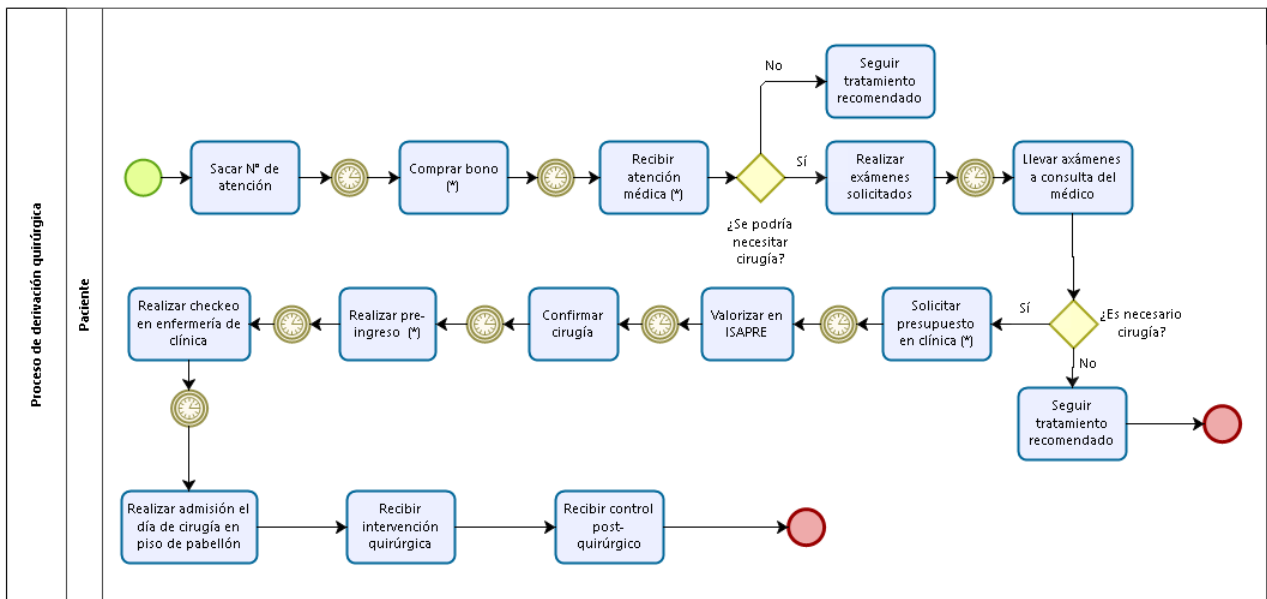 Proceso de derivación quirúrgica
Paciente
No
Seguir
tratamiento
recomendado
Sacar N° de
atención
Comprar bono
(*)
Recibir
atención
médica (*)
Sí
Realizar
exámenes
solicitados
Llevar axámenes
a consulta del
médico
¿Se podría
necesitar
cirugía?
Realizar checkeo
en enfermería de
clínica
Realizar pre-
ingreso (*)
Confirmar
cirugía
Valorizar en
ISAPRE
Solicitar
presupuesto
en clínica (*)
Sí
¿Es necesario
cirugía?
No
Seguir
tratamiento
recomendado
Realizar admisión el
día de cirugía en
piso de pabellón
Recibir
intervención
quirúrgica
Recibir control
post-
quirúrgico